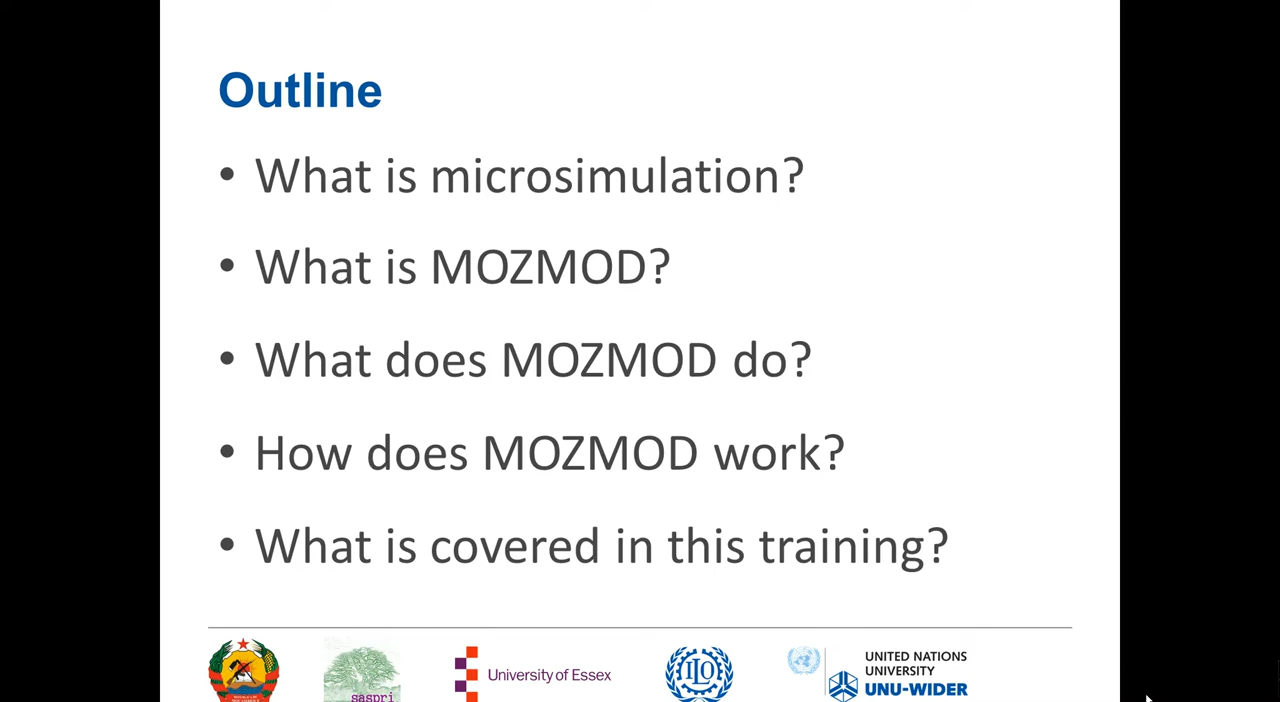 Outline
• What is microsimulation?
• What is MOZMOD?
• What does MOZMOD do?
• How does MOZMOD work?
• What is covered in this training?
saspri
University of Essex
ILO
UNITED NATIONS
UNIVERSITY
UNU-WIDER